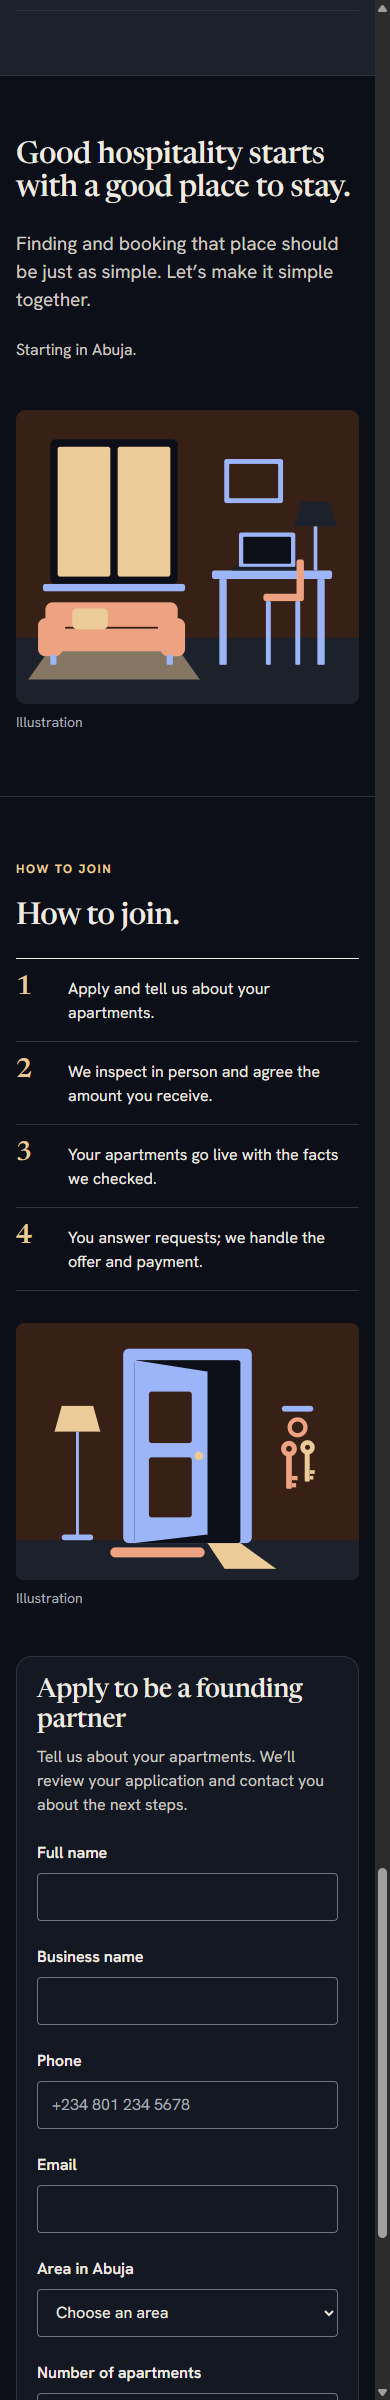 Good hospitality starts
with a good place to stay.
Finding and booking that place should
be just as simple. Let’s make it simple
together.
Starting in Abuja.
Illustration
HOW TO JOIN
How to join.
1
Apply and tell us about your
apartments.
2
We inspect in person and agree the
amount you receive.
3
Your apartments go live with the facts
we checked.
4
You answer requests; we handle the
offer and payment.
Illustration
Apply to be a founding
partner
Tell us about your apartments. We’ll
review your application and contact you
about the next steps.
Full name
Business name
Phone
+234 801 234 5678
Email
Area in Abuja
Choose an area
Number of apartments